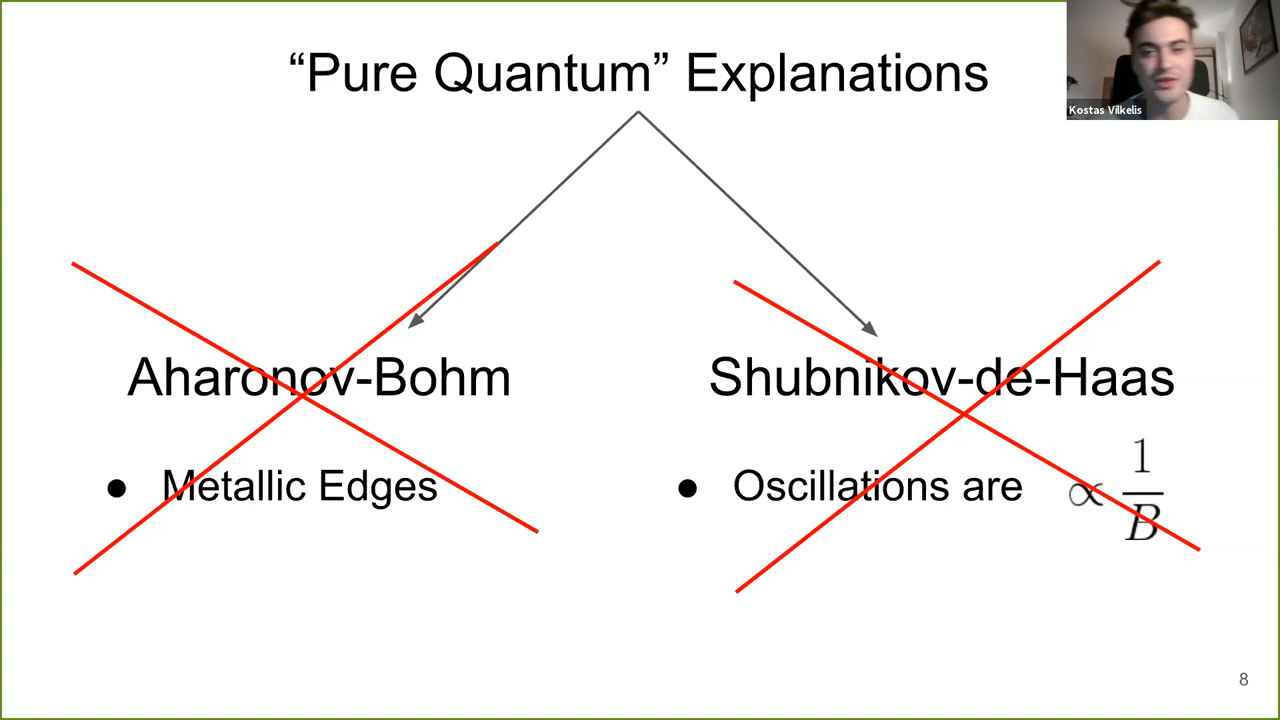 “Pure Quantum” Explanations
Kostas Vilkelis
Aharonov-Bohm
● Metallic Edges
Shubnikov-de-Haas
● Oscillations are ∝ 1/B
8